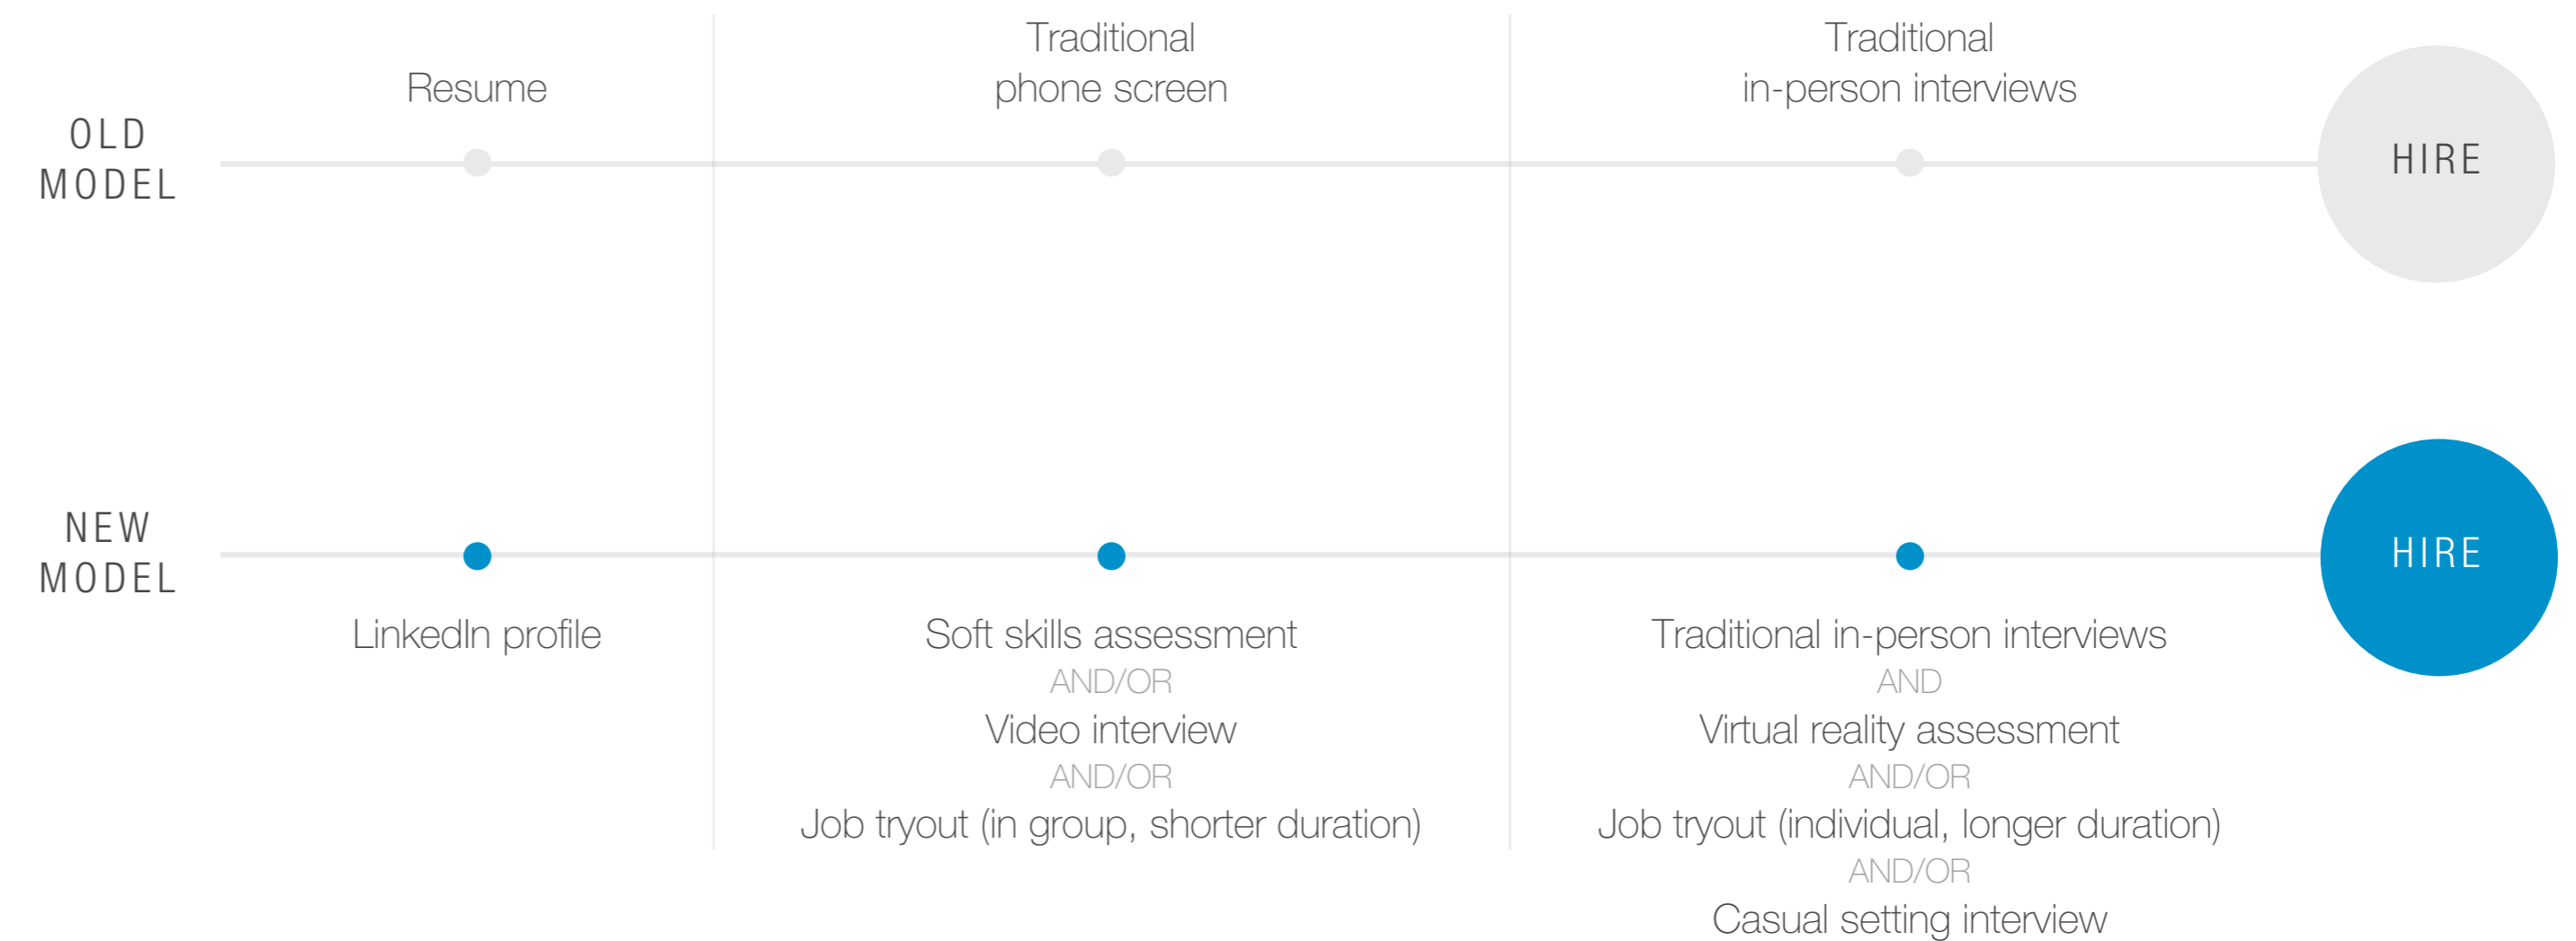 OLD
MODEL
Resume
Traditional
phone screen
Traditional
in-person interviews
HIRE
NEW
MODEL
LinkedIn profile
Soft skills assessment
AND/OR
Video interview
AND/OR
Job tryout (in group, shorter duration)
Traditional in-person interviews
AND
Virtual reality assessment
AND/OR
Job tryout (individual, longer duration)
AND/OR
Casual setting interview
HIRE